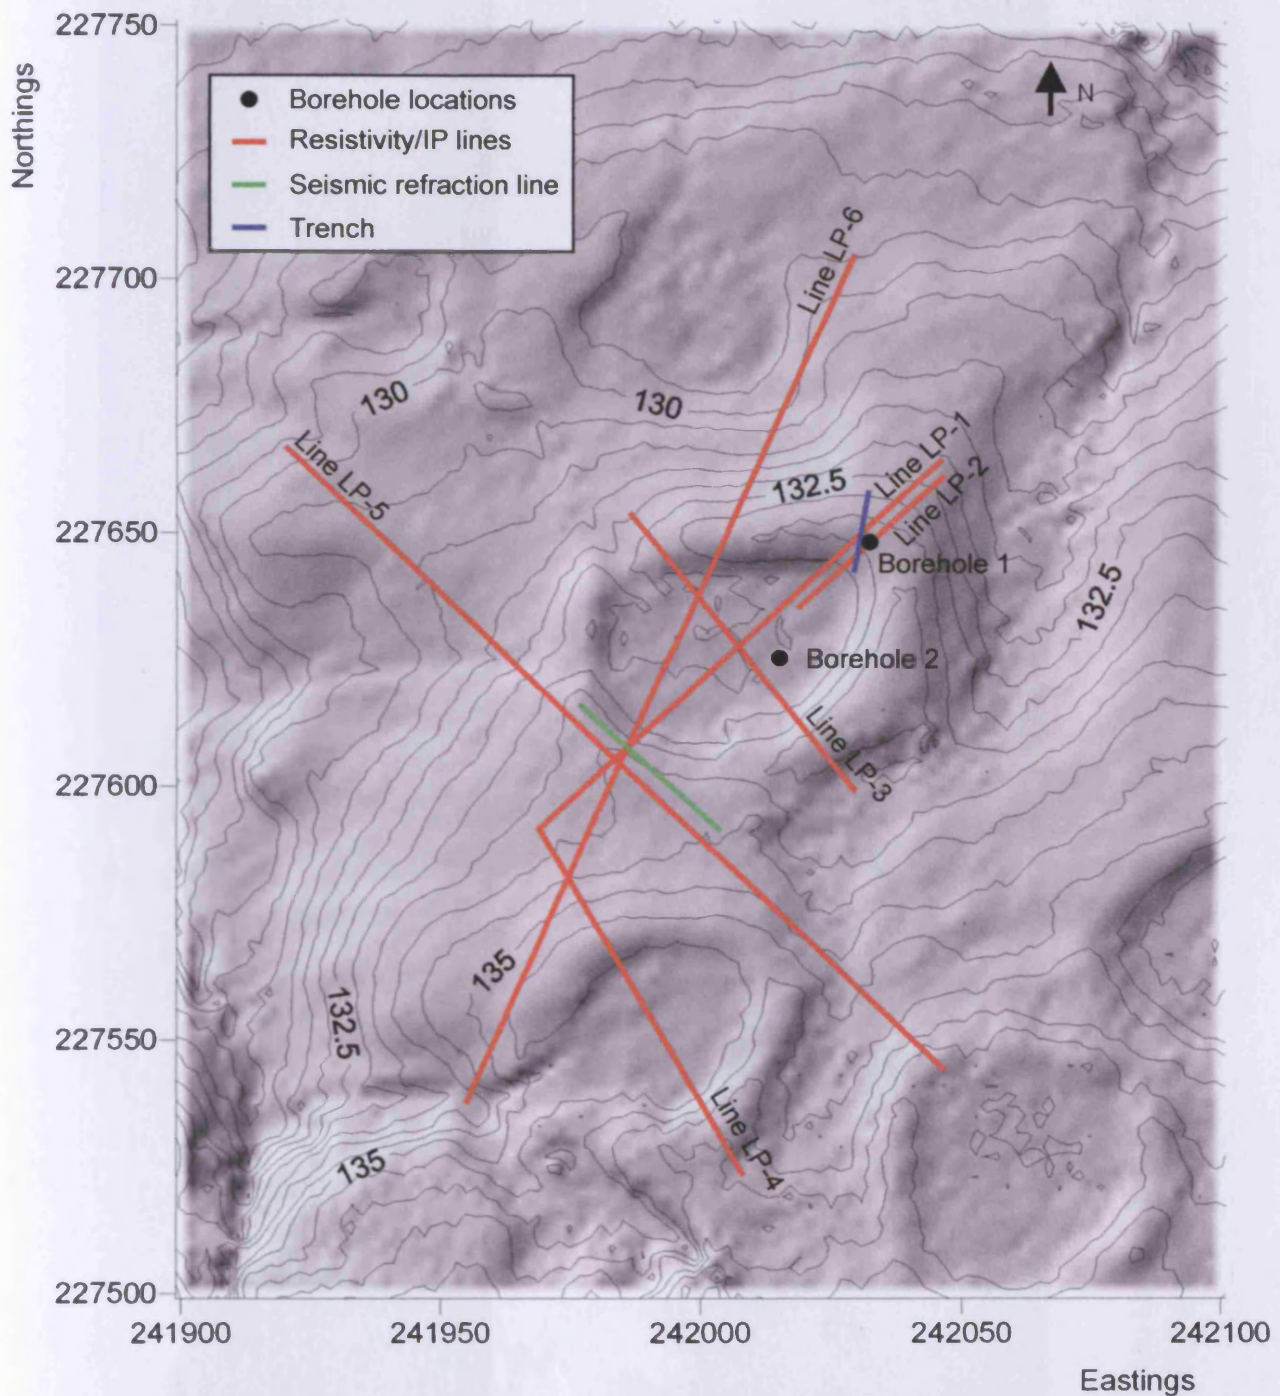 227750
Northings
Borehole locations
Resistivity/IP lines
Seismic refraction line
Trench
N
227700
Line LP-6
130
130
Line LP-1
Line LP-5
132.5
Line LP-2
227650
Borehole 1
132.5
Borehole 2
Line LP-3
227600
135
132.5
227550
Line LP-4
135
227500
241900
241950
242000
242050
242100
Eastings